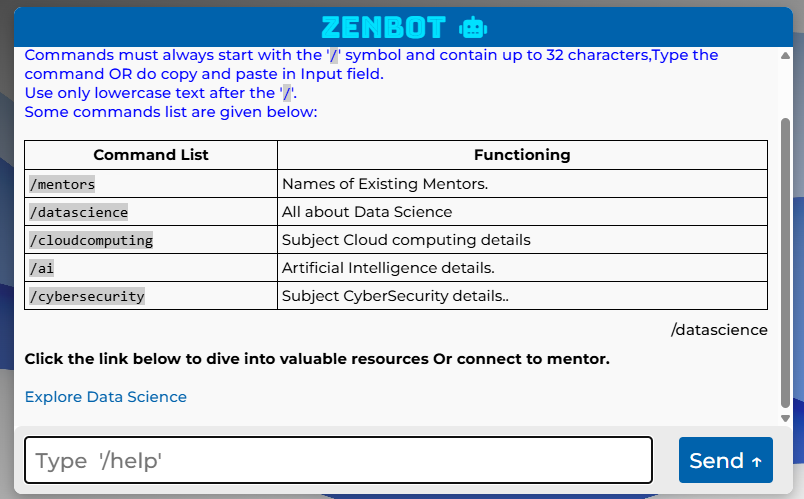 ZENBOT
Commands must always start with the '/' symbol and contain up to 32 characters,Type the
command OR do copy and paste in Input field.
Use only lowercase text after the '/'.
Some commands list are given below:
Command List Functioning
/mentors Names of Existing Mentors.
/datascience All about Data Science
/cloudcomputing Subject Cloud computing details
/ai Artificial Intelligence details.
/cybersecurity Subject CyberSecurity details..
/datascience
Click the link below to dive into valuable resources Or connect to mentor.
Explore Data Science
Type '/help' Send ↑